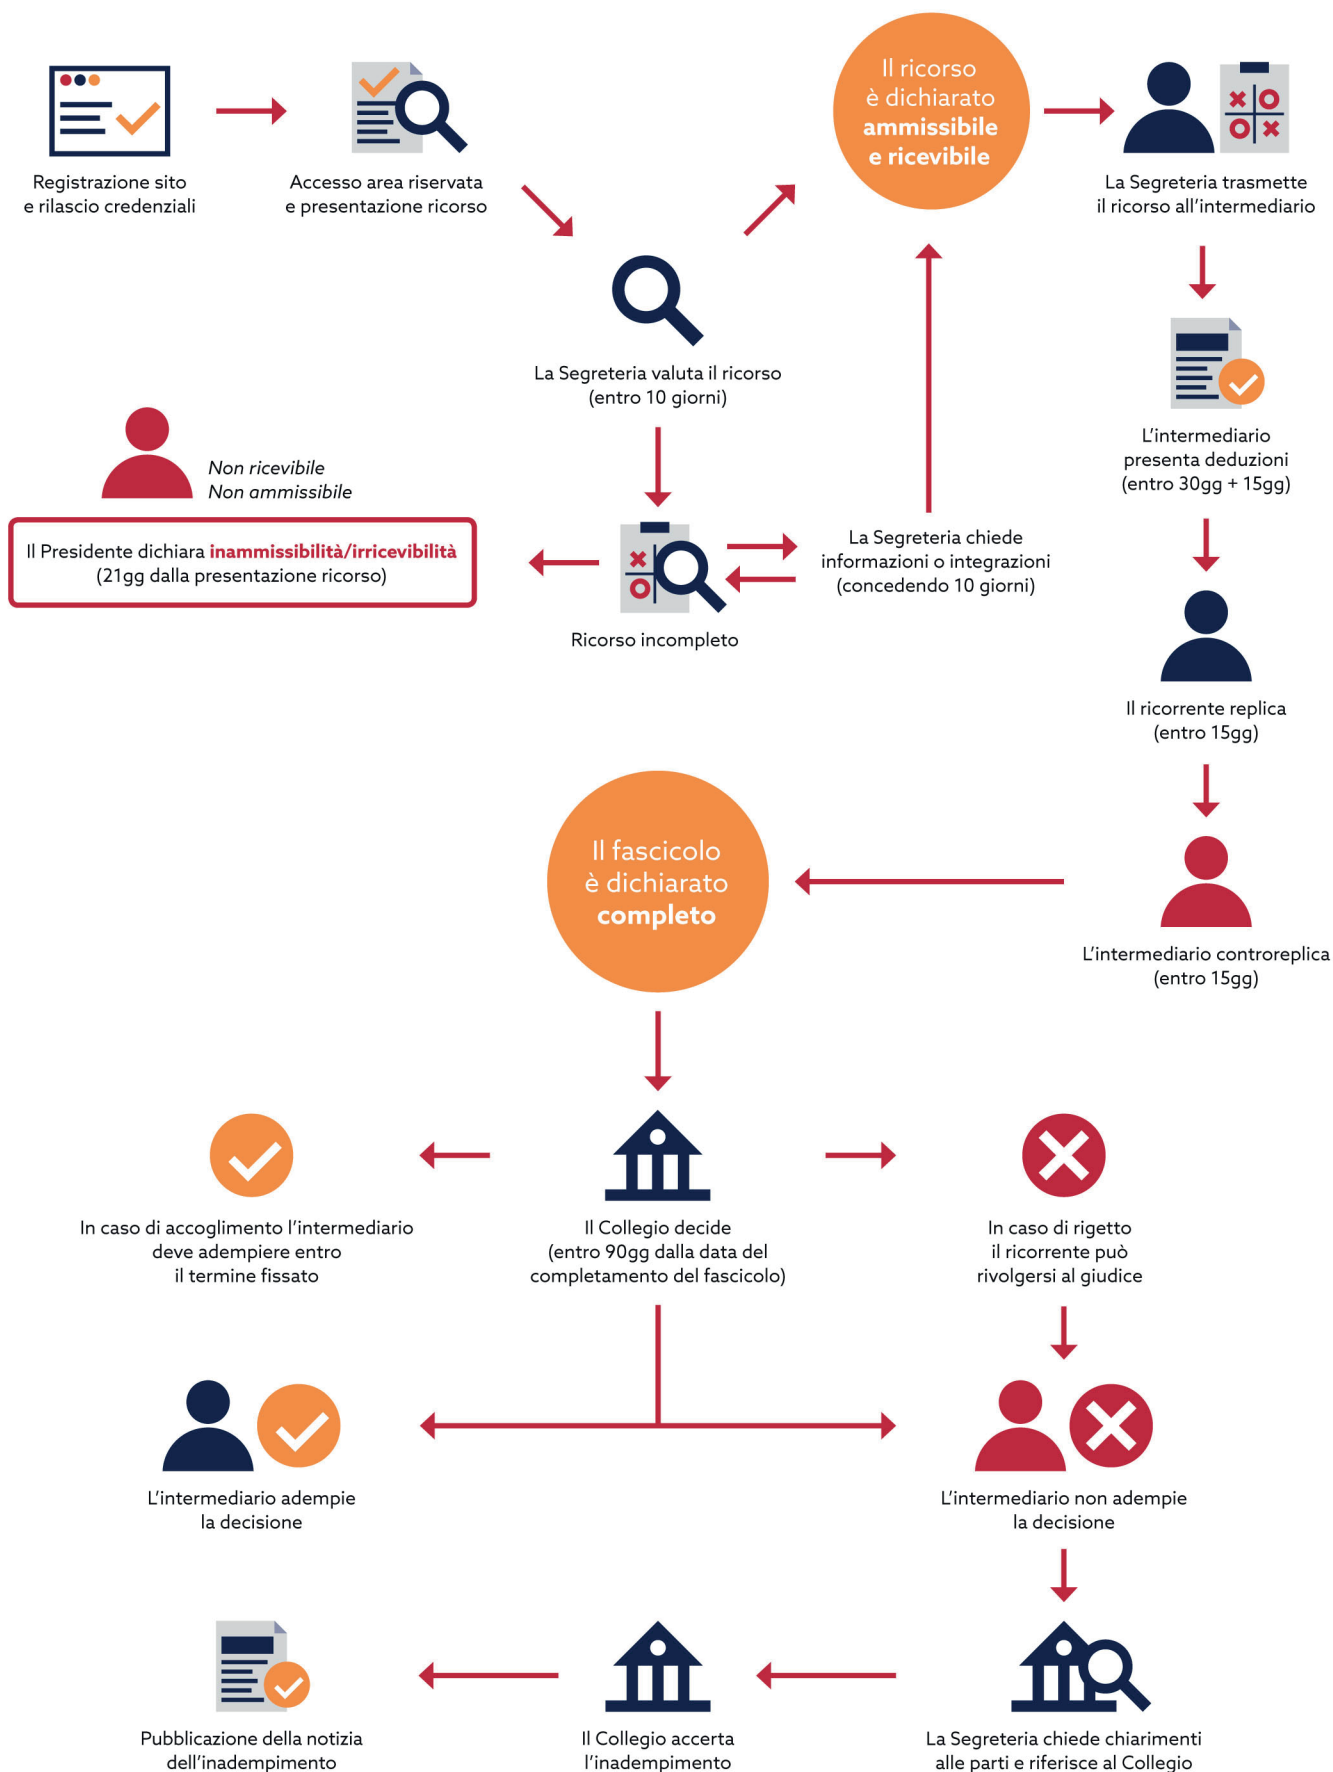 Registrazione sito
e rilascio credenziali
Accesso area riservata
e presentazione ricorso
Il ricorso
è dichiarato
ammissibile
e ricevibile
La Segreteria trasmette
il ricorso all'intermediario
La Segreteria valuta il ricorso
(entro 10 giorni)
L'intermediario
presenta deduzioni
(entro 30gg + 15gg)
Non ricevibile
Non ammissibile
Il Presidente dichiara inammissibilità/irricevibilità
(21gg dalla presentazione ricorso)
Ricorso incompleto
La Segreteria chiede
informazioni o integrazioni
(concedendo 10 giorni)
Il ricorrente replica
(entro 15gg)
L'intermediario controreplica
(entro 15gg)
Il fascicolo
è dichiarato
completo
In caso di accoglimento l'intermediario
deve adempiere entro
il termine fissato
Il Collegio decide
(entro 90gg dalla data del
completamento del fascicolo)
In caso di rigetto
il ricorrente può
rivolgersi al giudice
L'intermediario adempie
la decisione
L'intermediario non adempie
la decisione
Pubblicazione della notizia
dell'inadempimento
Il Collegio accerta
l'inadempimento
La Segreteria chiede chiarimenti
alle parti e riferisce al Collegio